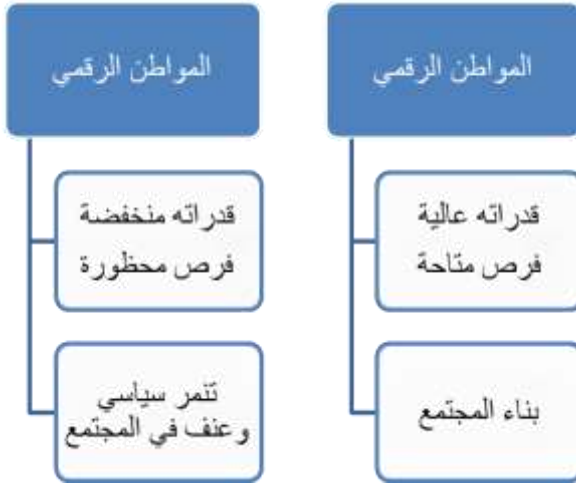 المواطن الرقمي
قدراته عالية
فرص متاحة
بناء المجتمع
المواطن الرقمي
قدراته منخفضة
فرص محظورة
تنمر سياسي
وعنف في المجتمع